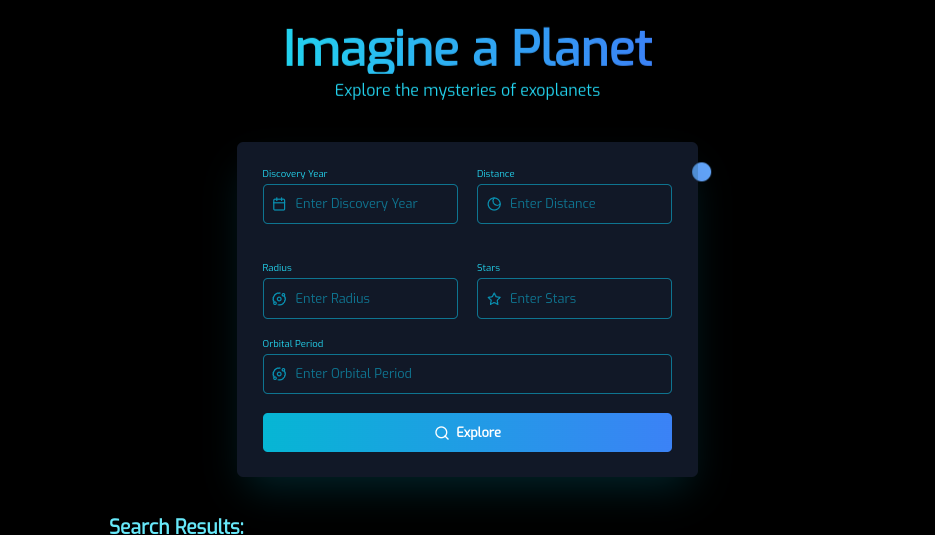 Imagine a Planet
Explore the mysteries of exoplanets
Discovery Year
Distance
Enter Discovery Year
Enter Distance
Radius
Stars
Enter Radius
Enter Stars
Orbital Period
Enter Orbital Period
Explore
Search Results: